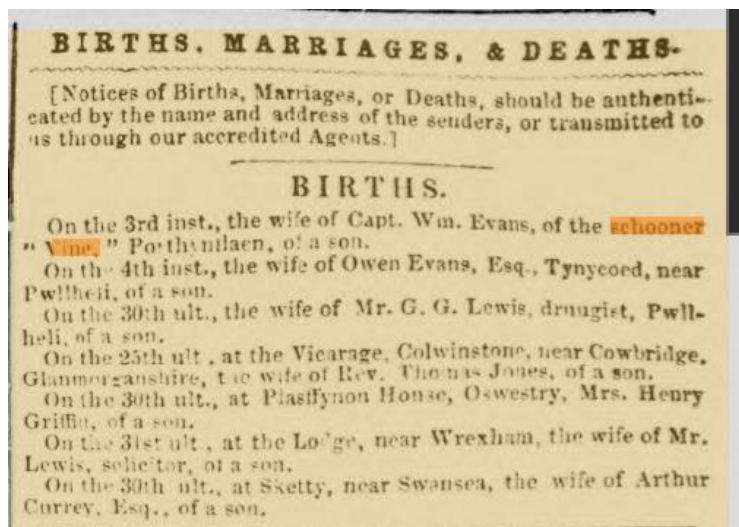 BIRTHS. MARRIAGES, & DEATHS.
[Notices of Births, Marriages, or Deaths, should be authenti-
cated by the name and address of the senders, or transmitted to
us through our accredited Agents.]
BIRTHS.
On the 3rd inst., the wife of Capt. Wm. Evans, of the schooner
" Vine, " Porthynllaen, of a son.
On the 4th inst., the wife of Owen Evans, Esq., Tynycoed, near
Pwllheli, of a son.
On the 30th ult., the wife of Mr. G. G. Lewis, druggist, Pwll-
heli, of a son.
On the 25th ult., at the Vicarage, Colwinstone, near Cowbridge,
Glanmorganshire, the wife of Rev. Thomas Jones, of a son.
On the 30th ult., at Plasffynon House, Oswestry, Mrs. Henry
Griffin, of a son.
On the 31st ult., at the Lodge, near Wrexham, the wife of Mr.
Lewis, solicitor, of a son.
On the 30th ult., at Sketty, near Swansea, the wife of Arthur
Currey, Esq., of a son.